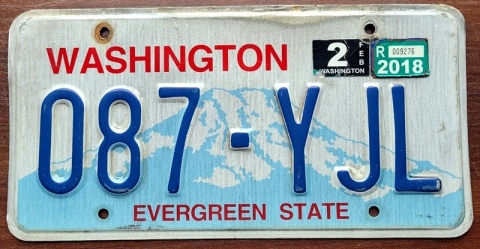 WASHINGTON
2 FEB
WASHINGTON
R 009276
2018
087-YJL
EVERGREEN STATE